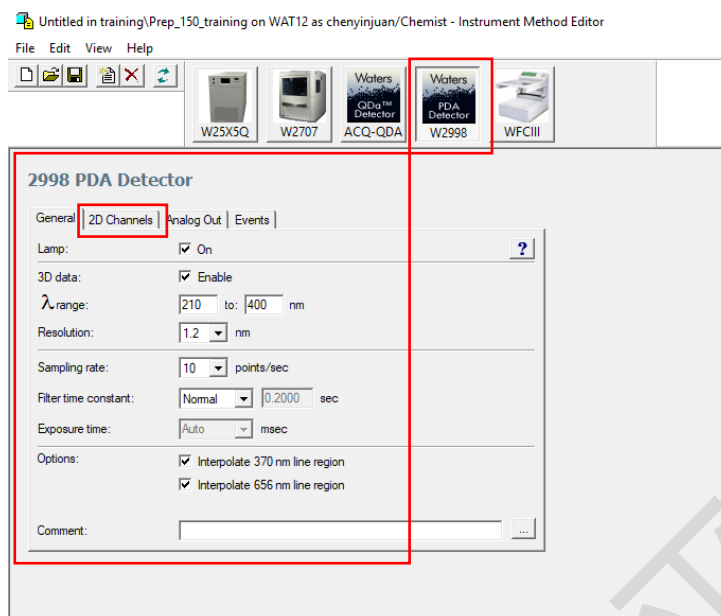 Untitled in training\Prep_150_training on WAT12 as chenyinjuan/Chemist - Instrument Method Editor
File Edit View Help
Waters QDa™ Detector
Waters PDA Detector
W25X5Q W2707 ACQ-QDA W2998 WFCIII
2998 PDA Detector
General 2D Channels Analog Out Events
Lamp: On ?
3D data: Enable
λ range: 210 to: 400 nm
Resolution: 1.2 nm
Sampling rate: 10 points/sec
Filter time constant: Normal 0.2000 sec
Exposure time: Auto msec
Options: Interpolate 370 nm line region
Interpolate 656 nm line region
Comment: ...